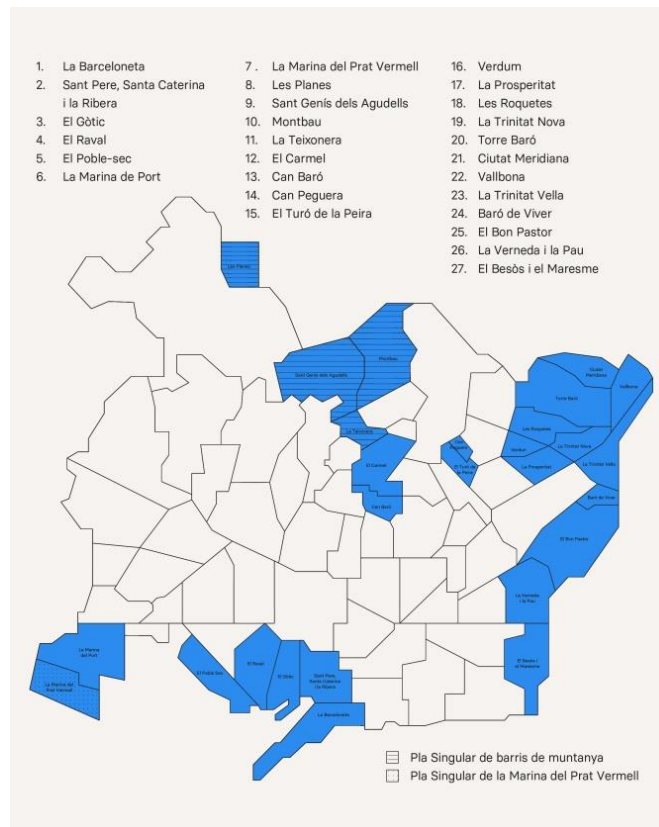 1. La Barceloneta
2. Sant Pere, Santa Caterina
i la Ribera
3. El Gòtic
4. El Raval
5. El Poble-sec
6. La Marina de Port
7. La Marina del Prat Vermell
8. Les Planes
9. Sant Genís dels Agudells
10. Montbau
11. La Teixonera
12. El Carmel
13. Can Baró
14. Can Peguera
15. El Turó de la Peira
16. Verdum
17. La Prosperitat
18. Les Roquetes
19. La Trinitat Nova
20. Torre Baró
21. Ciutat Meridiana
22. Vallbona
23. La Trinitat Vella
24. Baró de Viver
25. El Bon Pastor
26. La Verneda i la Pau
27. El Besòs i el Maresme
Les Planes
Montbau
Sant Genís dels Agudells
La Teixonera
El Carmel
Can Baró
Can
Peguera
El Turó de
la Peira
Ciutat
Meridiana
Vallbona
Torre Baró
Les Roquetes
La Trinitat Nova
Verdum
La Prosperitat
La Trinitat Vella
Baró de Viver
El Bon Pastor
La Verneda
i la Pau
El Besòs i
el Maresme
La Marina
del Port
La Marina del
Prat Vermell
El Poble Sec
El Raval
El Gòtic
Sant Pere,
Santa Caterina
i la Ribera
La Barceloneta
Pla Singular de barris de muntanya
Pla Singular de la Marina del Prat Vermell